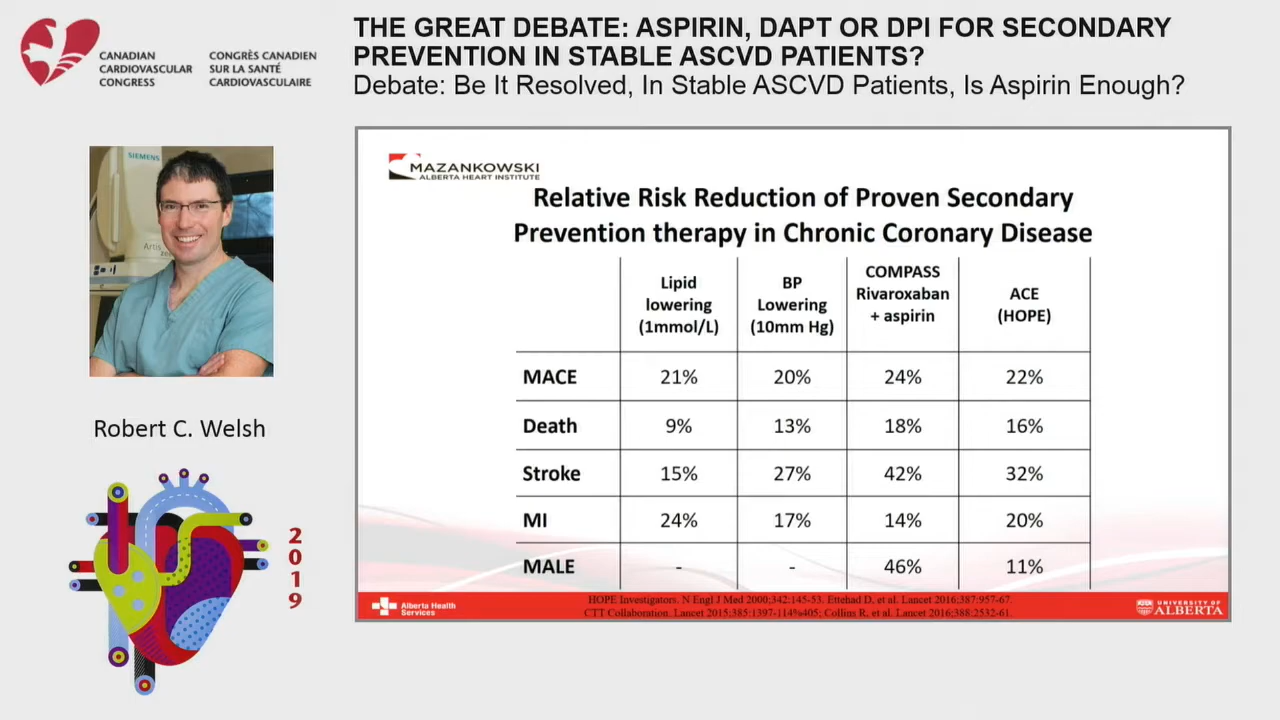 THE GREAT DEBATE: ASPIRIN, DAPT OR DPI FOR SECONDARY
PREVENTION IN STABLE ASCVD PATIENTS?
Debate: Be It Resolved, In Stable ASCVD Patients, Is Aspirin Enough?
CANADIAN
CARDIOVASCULAR
CONGRESS
CONGRÈS CANADIEN
SUR LA SANTÉ
CARDIOVASCULAIRE
SIEMENS
Artis
Robert C. Welsh
2019
MAZANKOWSKI
ALBERTA HEART INSTITUTE
Relative Risk Reduction of Proven Secondary
Prevention therapy in Chronic Coronary Disease
Lipid
lowering
(1mmol/L)
BP
Lowering
(10mm Hg)
COMPASS
Rivaroxaban
+ aspirin
ACE
(HOPE)
MACE 21% 20% 24% 22%
Death 9% 13% 18% 16%
Stroke 15% 27% 42% 32%
MI 24% 17% 14% 20%
MALE - - 46% 11%
HOPE Investigators. N Engl J Med 2000;342:145-53. Ettehad D, et al. Lancet 2016;387:957-67.
CTT Collaboration. Lancet 2015;385:1397-114%405; Collins R, et al. Lancet 2016;388:2532-61.
Alberta Health
Services
UNIVERSITY OF
ALBERTA